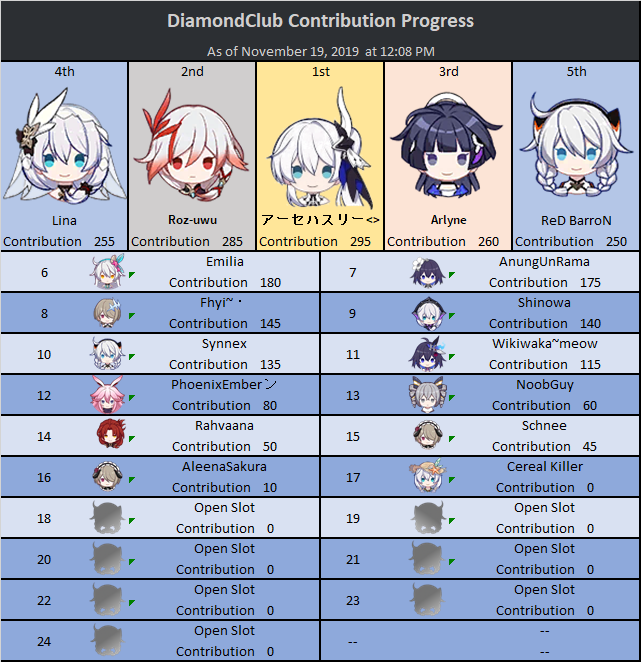 DiamondClub Contribution Progress
As of November 19, 2019 at 12:08 PM
4th 2nd 1st 3rd 5th
Lina Roz-uwu アーセハスリー<> Arlyne ReD BarroN
Contribution 255 Contribution 285 Contribution 295 Contribution 260 Contribution 250
6 Emilia 7 AnungUnRama
Contribution 180 Contribution 175
8 Fhyi~・ 9 Shinowa
Contribution 145 Contribution 140
10 Synnex 11 Wikiwaka~meow
Contribution 135 Contribution 115
12 PhoenixEmberン 13 NoobGuy
Contribution 80 Contribution 60
14 Rahvaana 15 Schnee
Contribution 50 Contribution 45
16 AleenaSakura 17 Cereal Killer
Contribution 10 Contribution 0
18 Open Slot 19 Open Slot
Contribution 0 Contribution 0
20 Open Slot 21 Open Slot
Contribution 0 Contribution 0
22 Open Slot 23 Open Slot
Contribution 0 Contribution 0
24 Open Slot -- --
Contribution 0 --